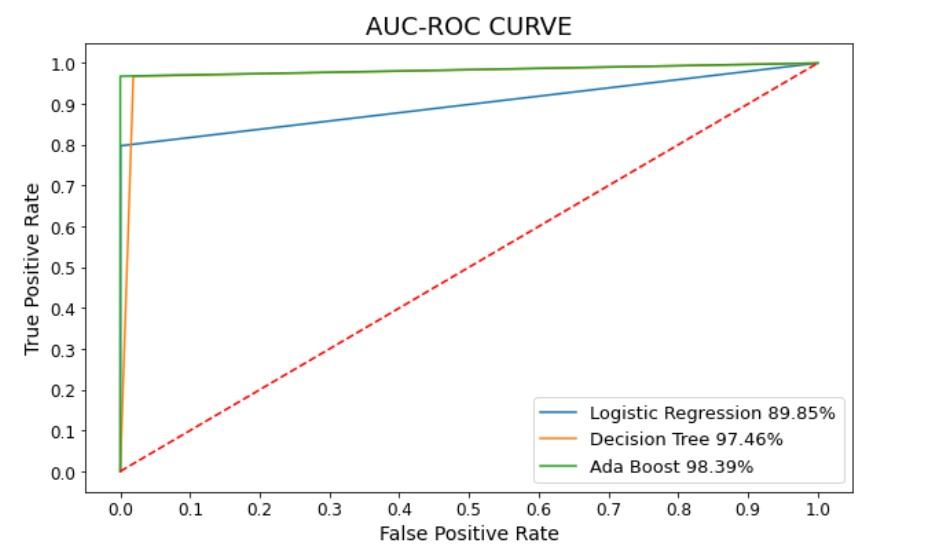 AUC-ROC CURVE
True Positive Rate
1.0
0.9
0.8
0.7
0.6
0.5
0.4
0.3
0.2
0.1
0.0
Logistic Regression 89.85%
Decision Tree 97.46%
Ada Boost 98.39%
0.0 0.1 0.2 0.3 0.4 0.5 0.6 0.7 0.8 0.9 1.0
False Positive Rate